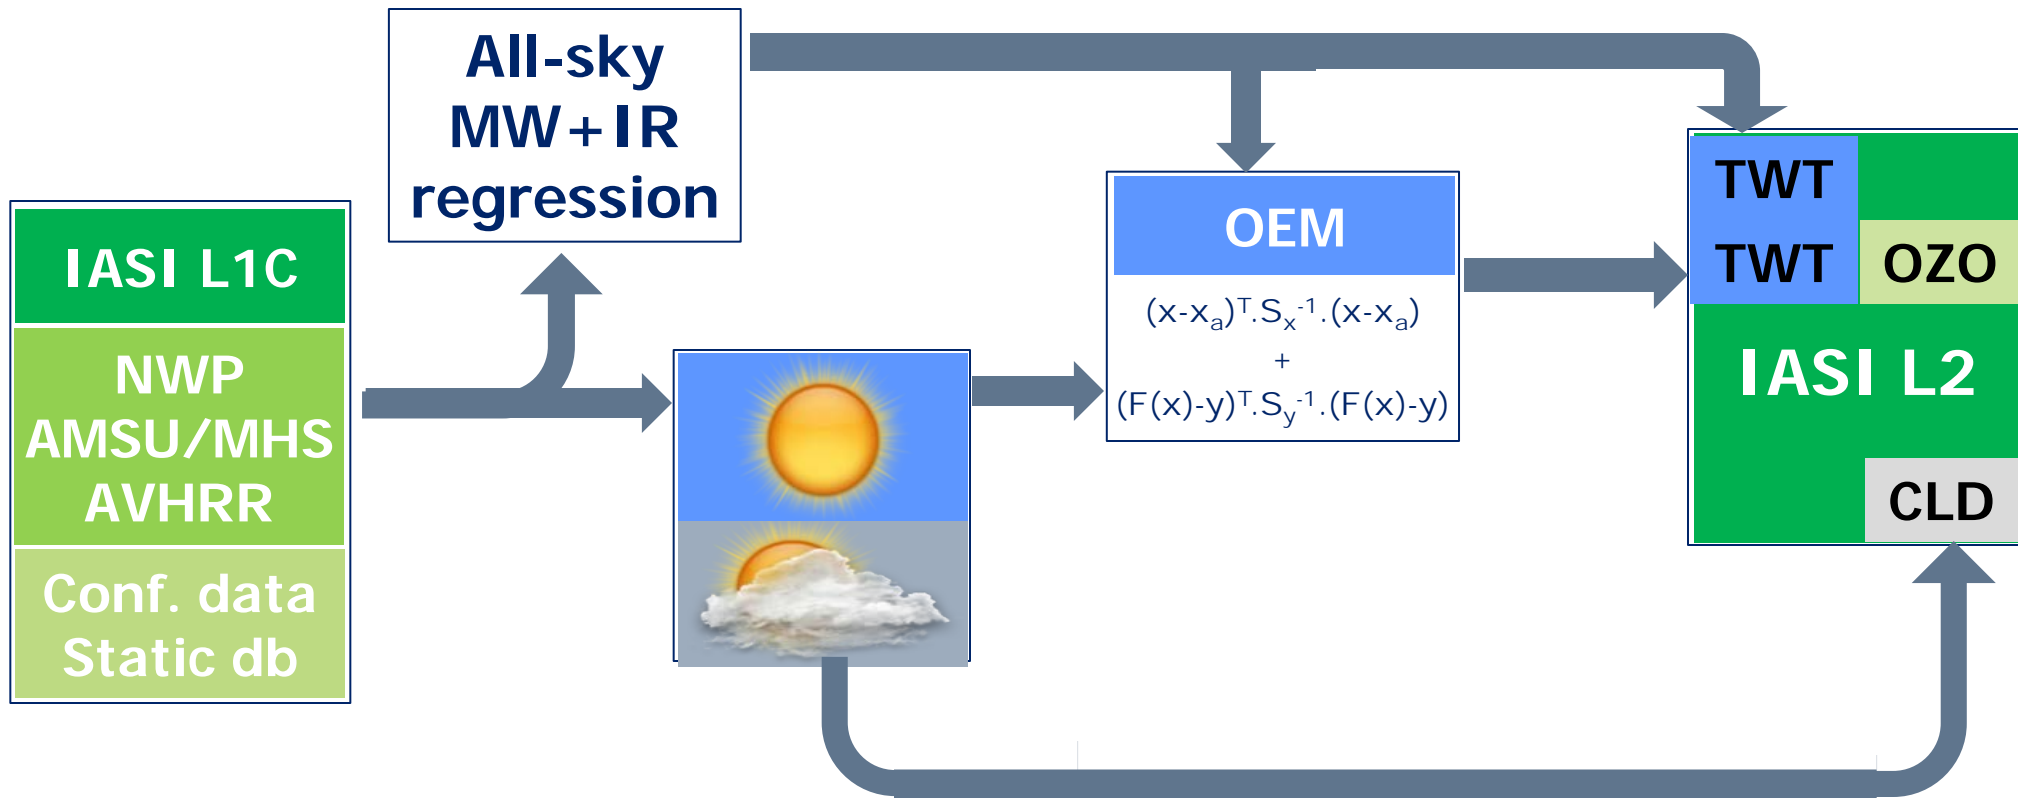 All-sky
MW+IR
regression
IASI L1C
NWP
AMSU/MHS
AVHRR
Conf. data
Static db
OEM
(x-xₐ)ᵀ.Sₓ⁻¹.(x-xₐ)
+
(F(x)-y)ᵀ.S_y⁻¹.(F(x)-y)
TWT
TWT OZO
IASI L2
CLD